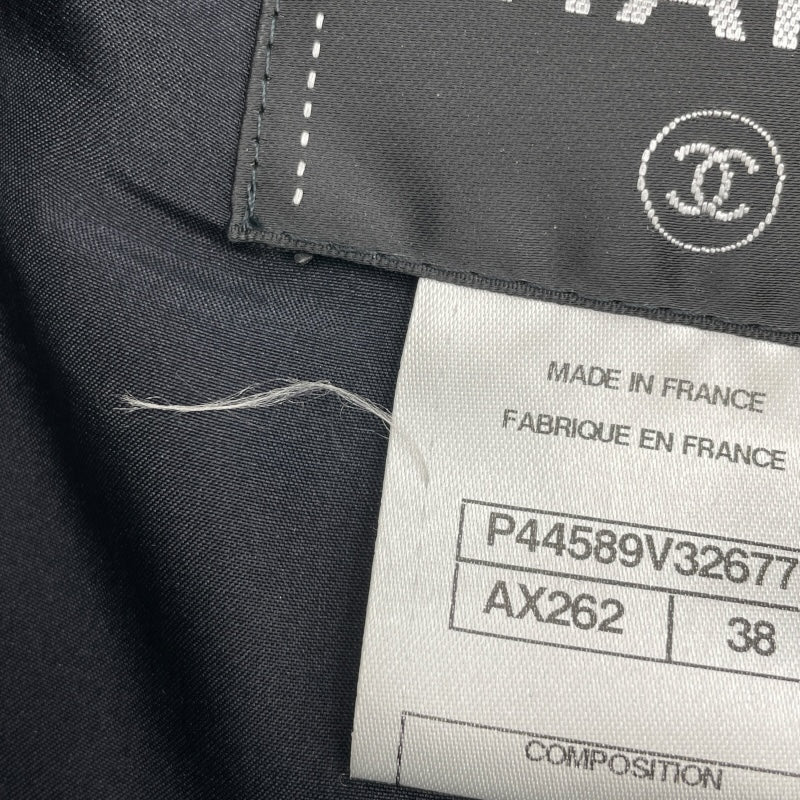 MADE IN FRANCE
FABRIQUE EN FRANCE
P44589V32677
AX262 38
COMPOSITION